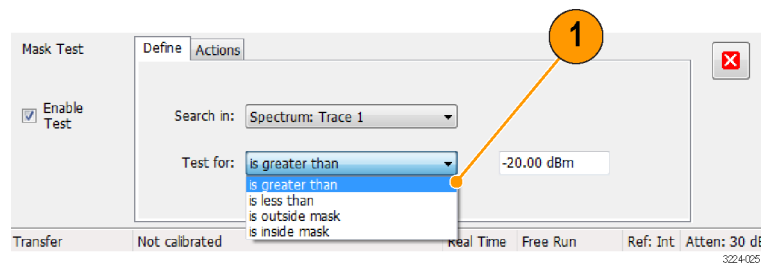 1
Mask Test
Define
Actions
Enable
Test
Search in:
Spectrum: Trace 1
Test for:
is greater than
-20.00 dBm
is greater than
is less than
is outside mask
is inside mask
Transfer
Not calibrated
Real Time
Free Run
Ref: Int
Atten: 30 dB
3224-025